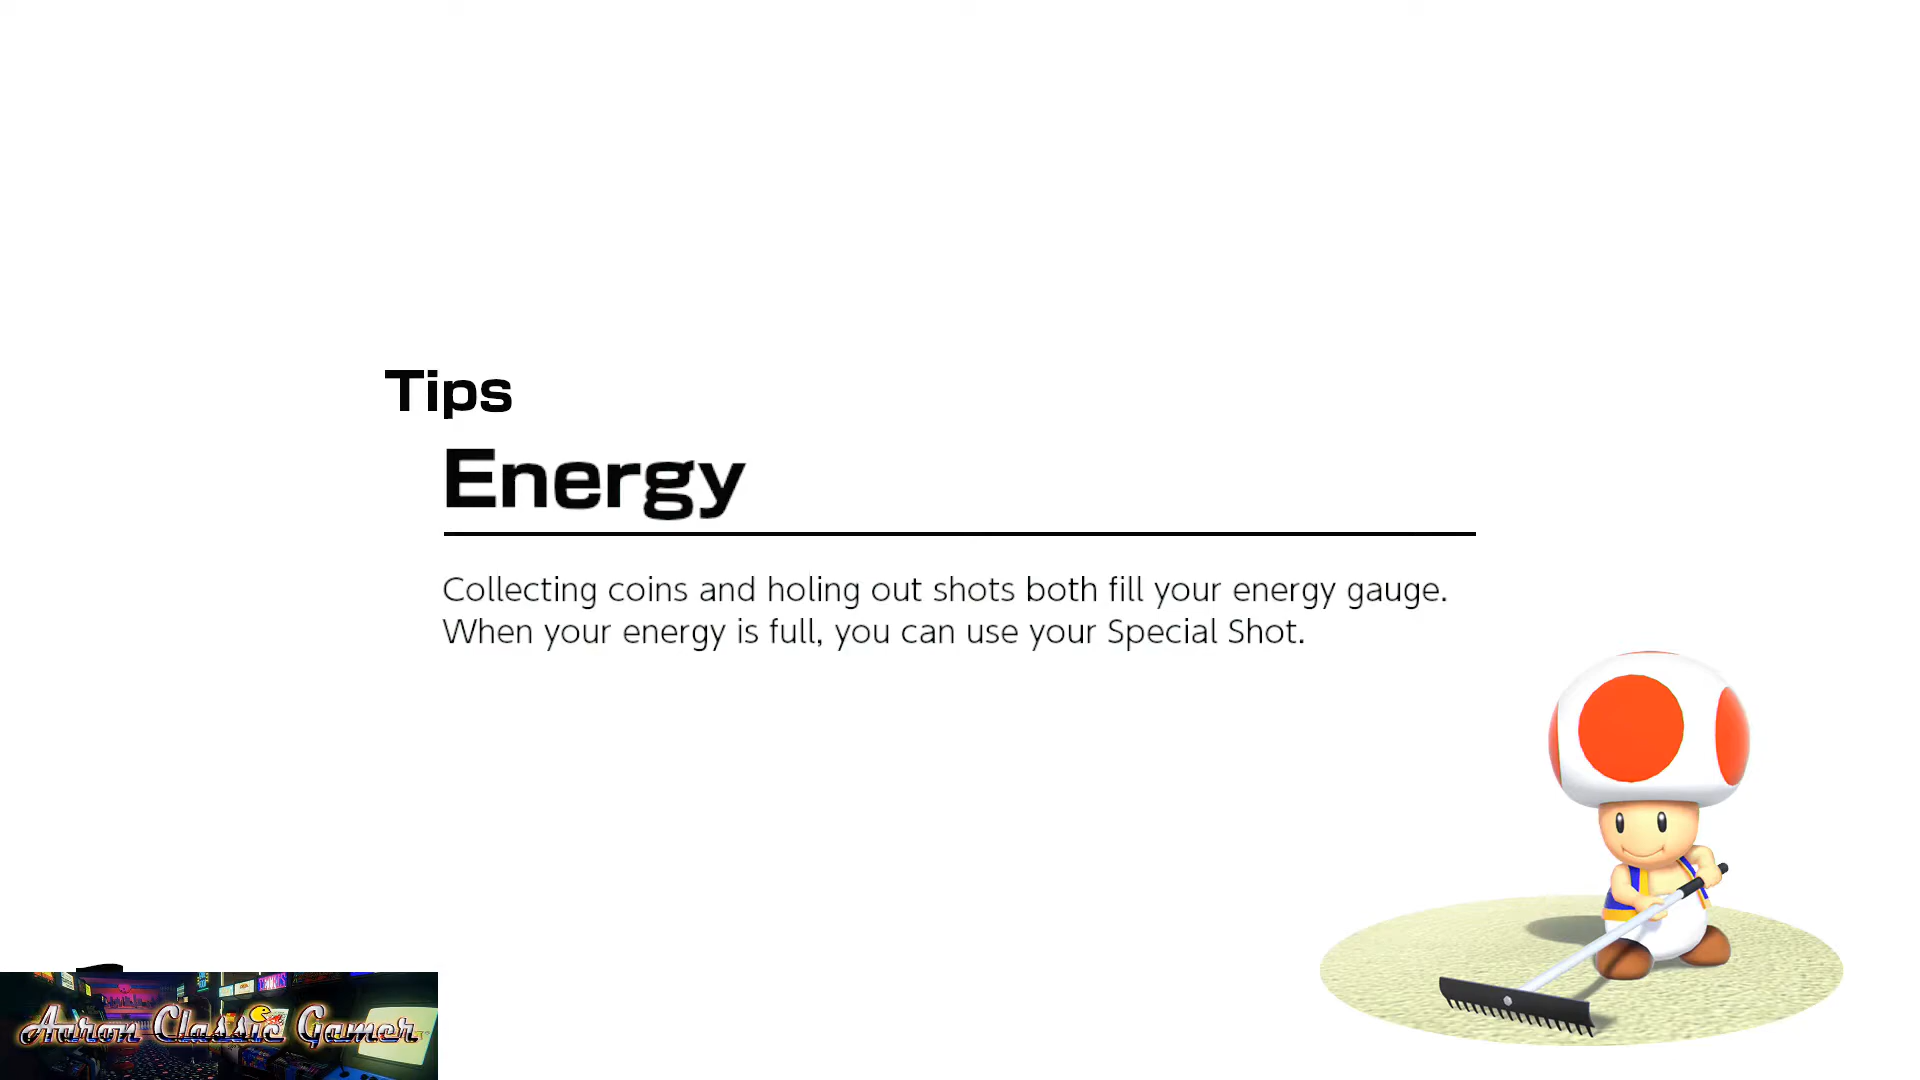 Tips
Energy
Collecting coins and holing out shots both fill your energy gauge.
When your energy is full, you can use your Special Shot.
Aaron Classic Gamer